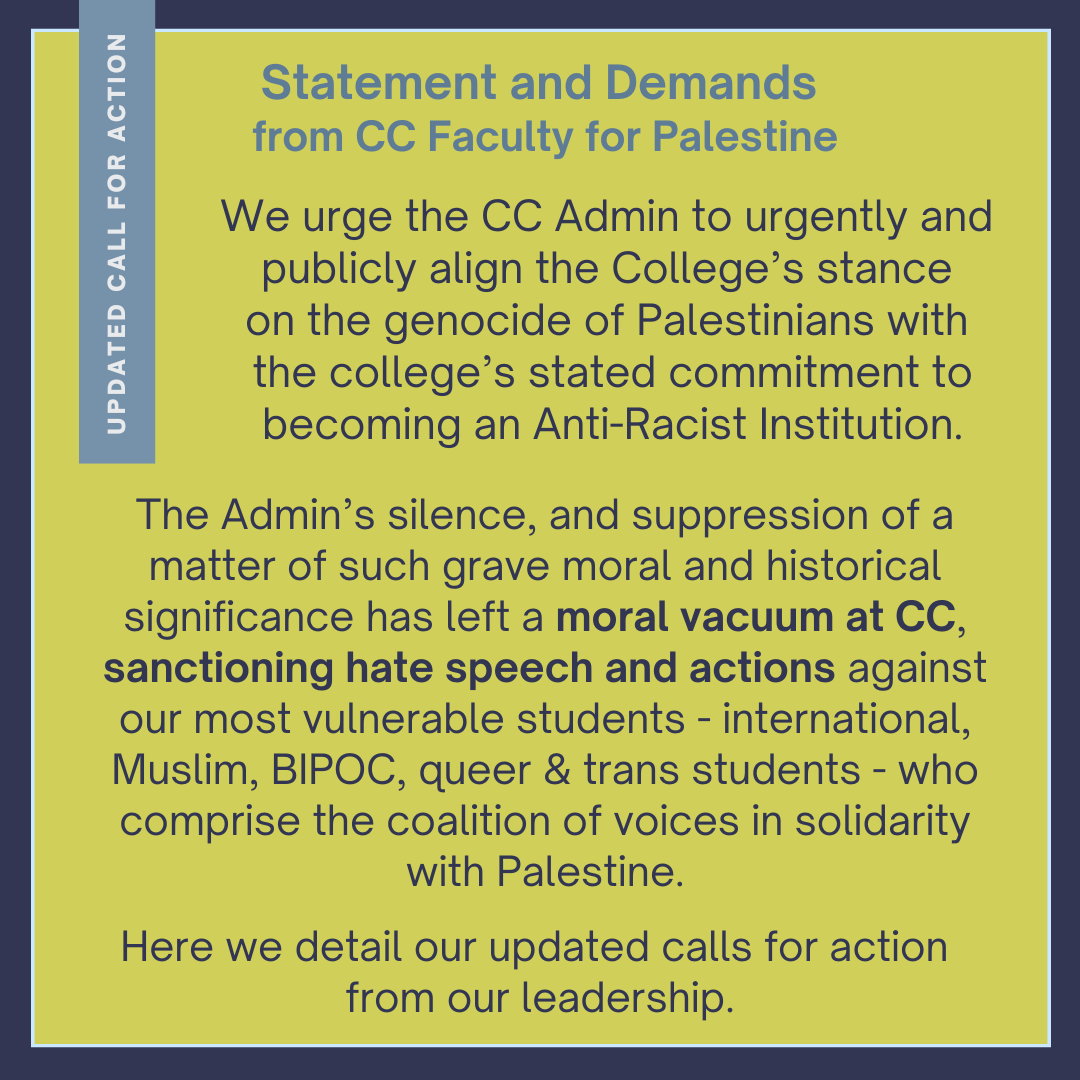 UPDATED CALL FOR ACTION
Statement and Demands
from CC Faculty for Palestine
We urge the CC Admin to urgently and
publicly align the College’s stance
on the genocide of Palestinians with
the college’s stated commitment to
becoming an Anti-Racist Institution.
The Admin’s silence, and suppression of a
matter of such grave moral and historical
significance has left a moral vacuum at CC,
sanctioning hate speech and actions against
our most vulnerable students - international,
Muslim, BIPOC, queer & trans students - who
comprise the coalition of voices in solidarity
with Palestine.
Here we detail our updated calls for action
from our leadership.